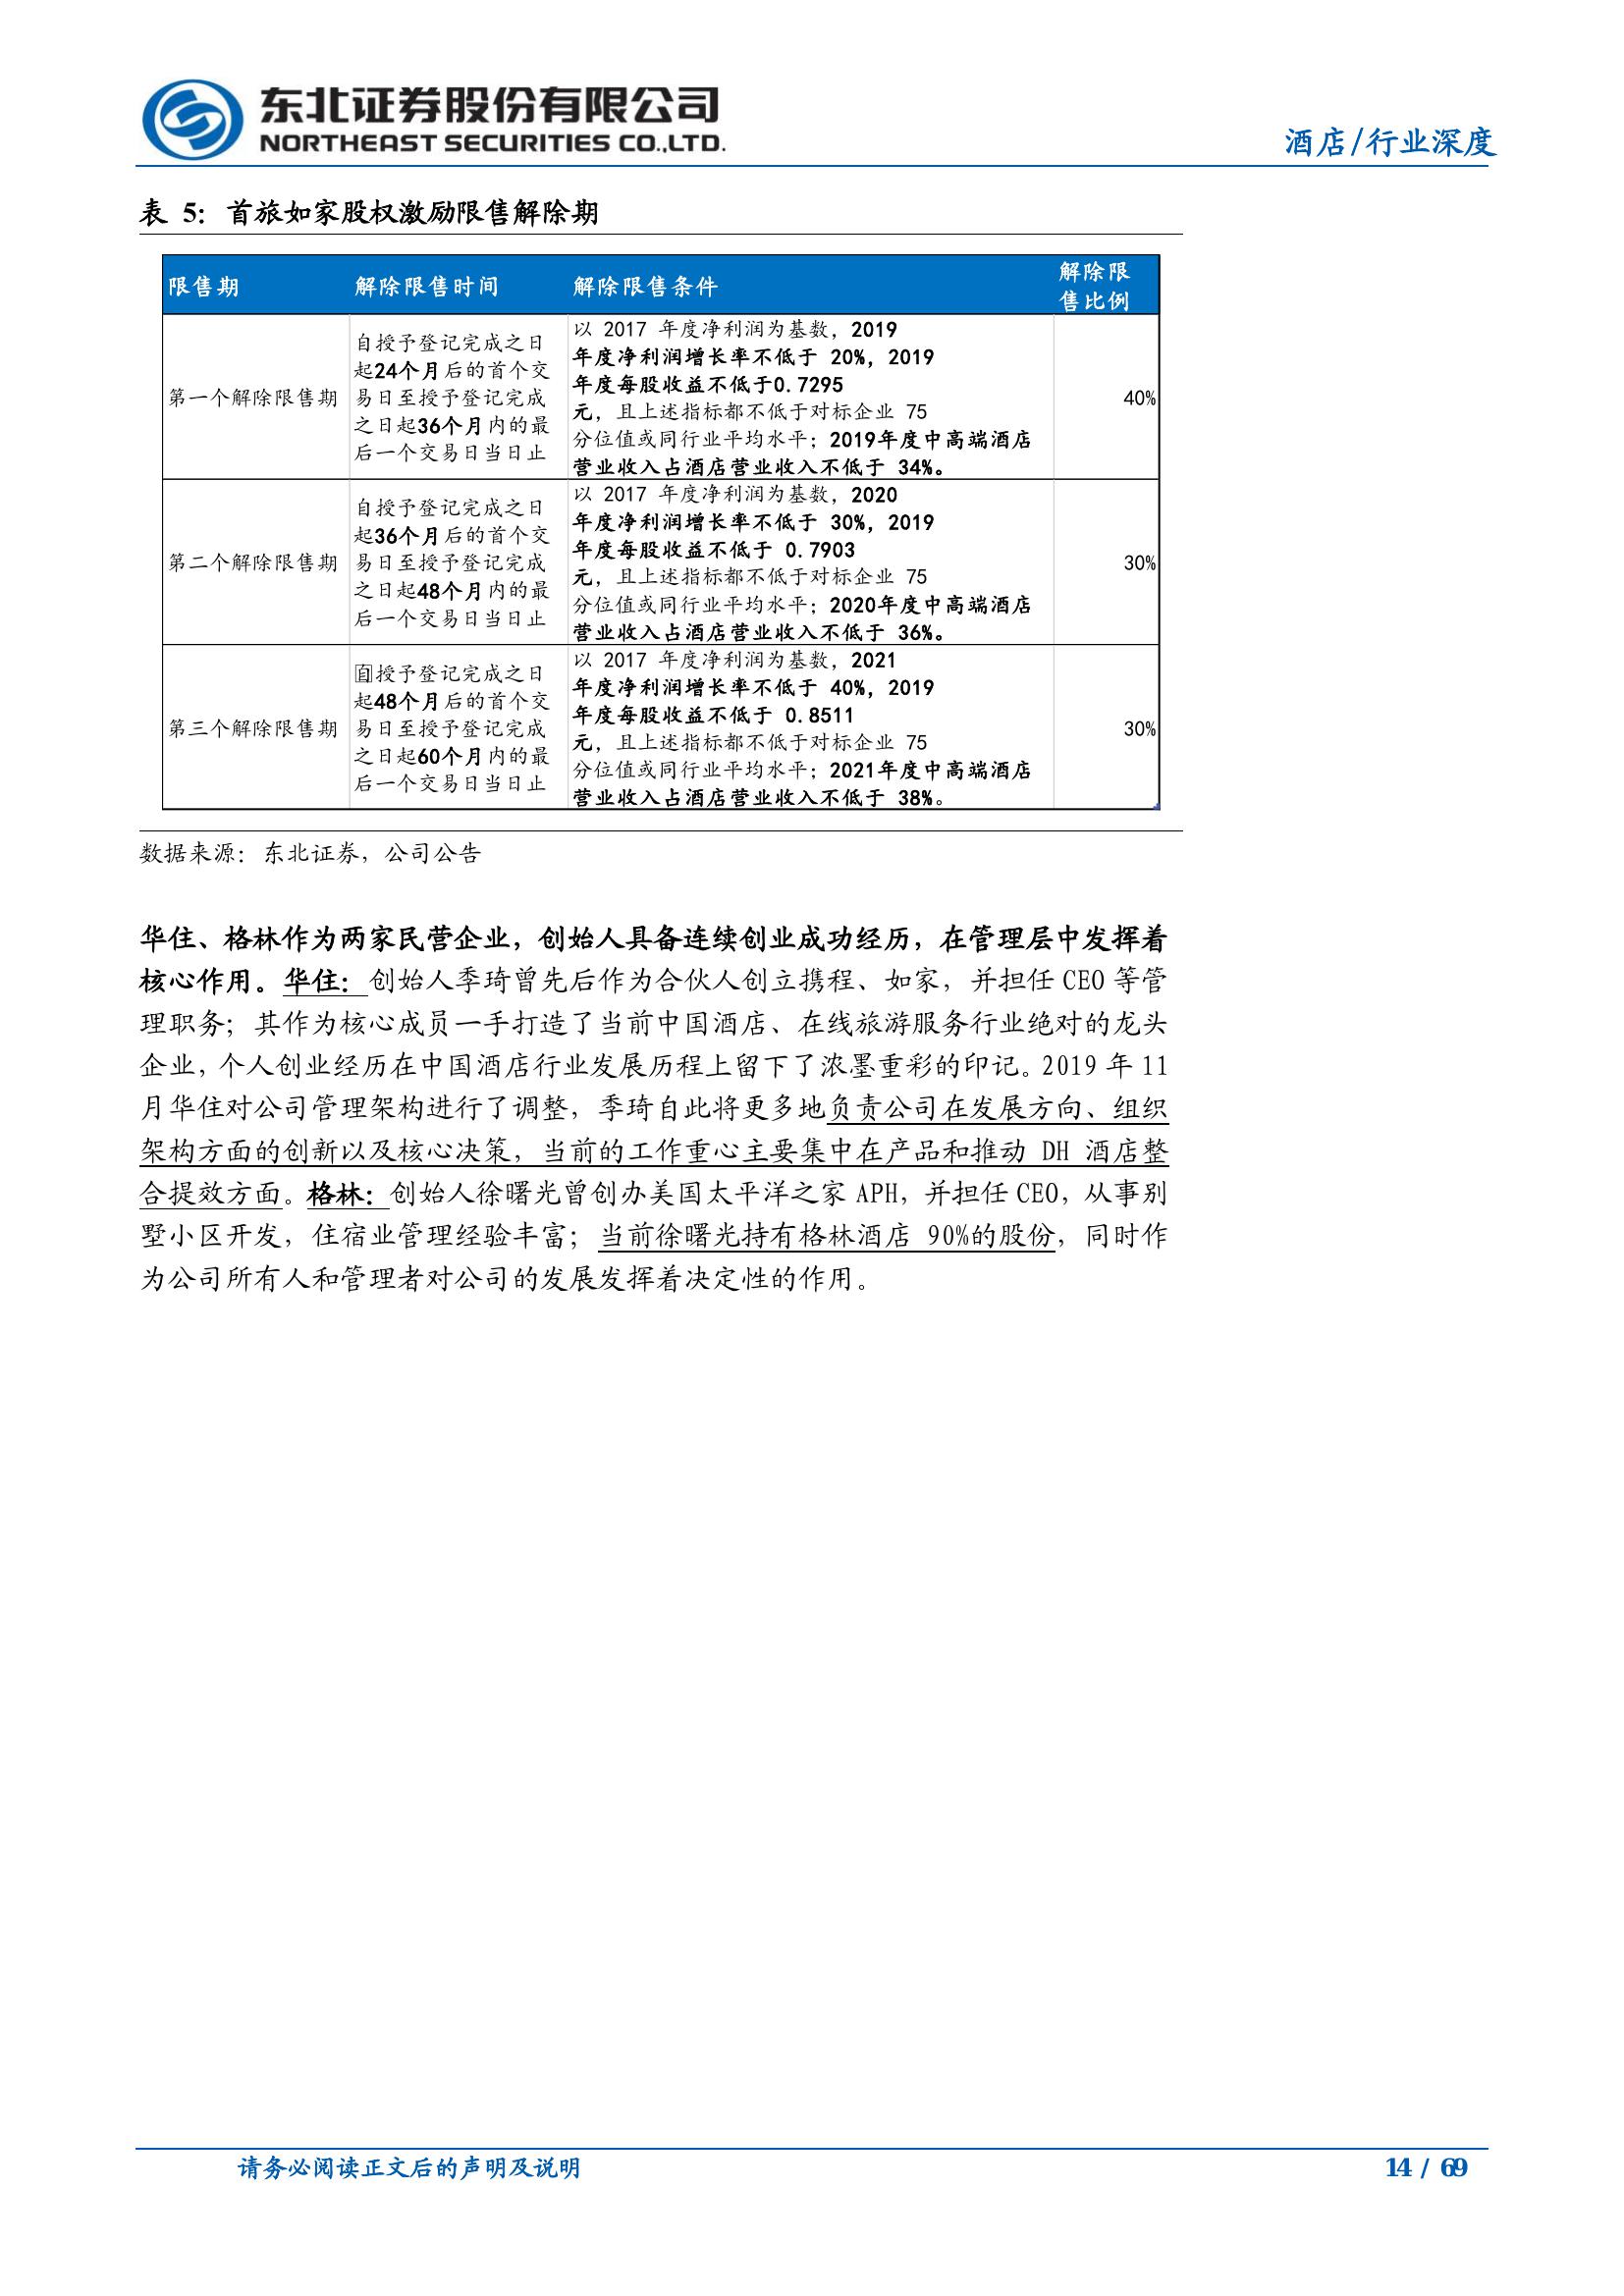 东北证券股份有限公司
NORTHEAST SECURITIES CO.,LTD.
酒店/行业深度
表 5：首旅如家股权激励限售解除期
限售期 解除限售时间 解除限售条件 解除限售比例
第一个解除限售期
自授予登记完成之日
起24个月后的首个交
易日至授予登记完成
之日起36个月内的最
后一个交易日当日止
以 2017 年度净利润为基数，2019
年度净利润增长率不低于 20%，2019
年度每股收益不低于0.7295
元，且上述指标都不低于对标企业 75
分位值或同行业平均水平；2019年度中高端酒店
营业收入占酒店营业收入不低于 34%。
40%
第二个解除限售期
自授予登记完成之日
起36个月后的首个交
易日至授予登记完成
之日起48个月内的最
后一个交易日当日止
以 2017 年度净利润为基数，2020
年度净利润增长率不低于 30%，2019
年度每股收益不低于 0.7903
元，且上述指标都不低于对标企业 75
分位值或同行业平均水平；2020年度中高端酒店
营业收入占酒店营业收入不低于 36%。
30%
第三个解除限售期
自授予登记完成之日
起48个月后的首个交
易日至授予登记完成
之日起60个月内的最
后一个交易日当日止
以 2017 年度净利润为基数，2021
年度净利润增长率不低于 40%，2019
年度每股收益不低于 0.8511
元，且上述指标都不低于对标企业 75
分位值或同行业平均水平；2021年度中高端酒店
营业收入占酒店营业收入不低于 38%。
30%
数据来源：东北证券，公司公告
华住、格林作为两家民营企业，创始人具备连续创业成功经历，在管理层中发挥着
核心作用。华住：创始人季琦曾先后作为合伙人创立携程、如家，并担任 CEO 等管
理职务；其作为核心成员一手打造了当前中国酒店、在线旅游服务行业绝对的龙头
企业，个人创业经历在中国酒店行业发展历程上留下了浓墨重彩的印记。2019 年 11
月华住对公司管理架构进行了调整，季琦自此将更多地负责公司在发展方向、组织
架构方面的创新以及核心决策，当前的工作重心主要集中在产品和推动 DH 酒店整
合提效方面。格林：创始人徐曙光曾创办美国太平洋之家 APH，并担任 CEO，从事别
墅小区开发，住宿业管理经验丰富；当前徐曙光持有格林酒店 90%的股份，同时作
为公司所有人和管理者对公司的发展发挥着决定性的作用。
请务必阅读正文后的声明及说明
14 / 69